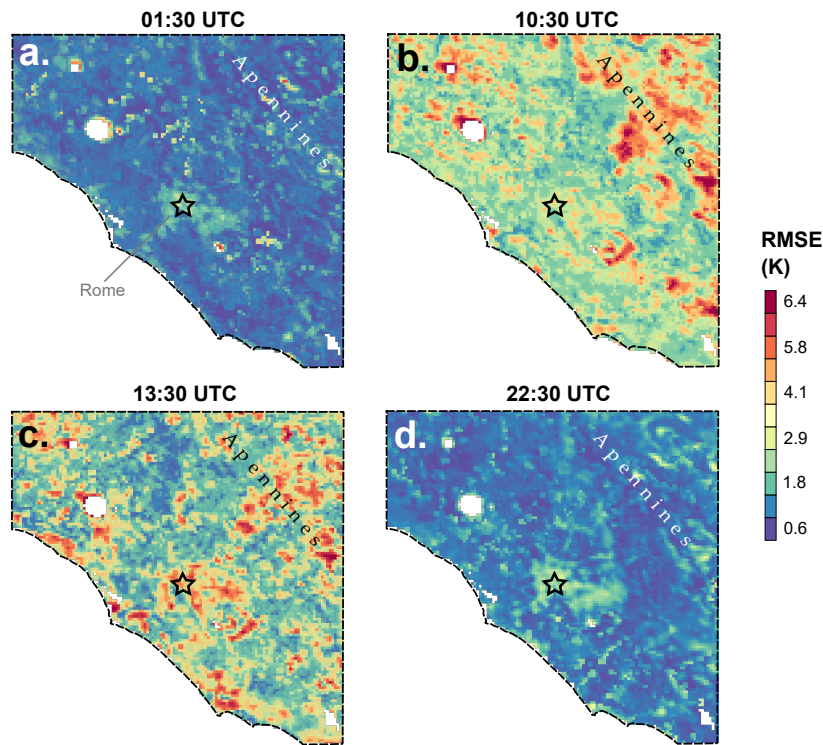 01:30 UTC
10:30 UTC
a.
Apennines
b.
Apennines
Rome
RMSE
(K)
6.4
5.8
4.1
2.9
1.8
0.6
13:30 UTC
22:30 UTC
c.
Apennines
d.
Apennines